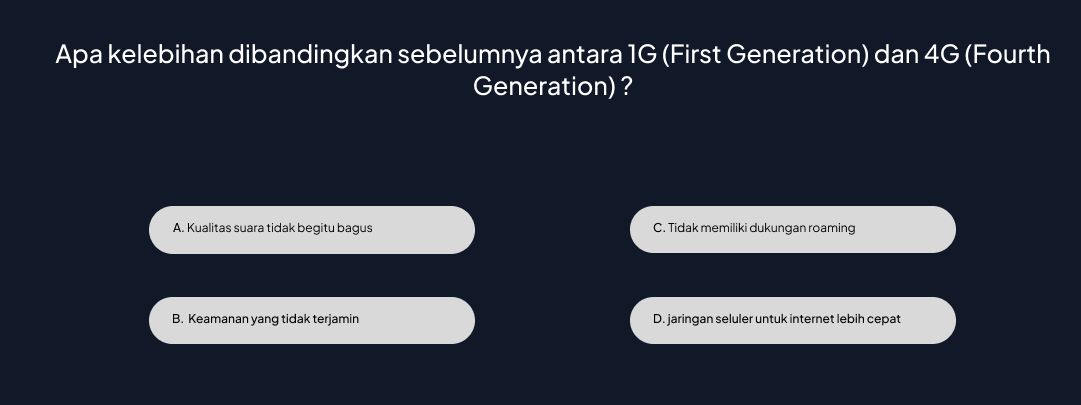 Apa kelebihan dibandingkan sebelumnya antara 1G (First Generation) dan 4G (Fourth
Generation) ?
A. Kualitas suara tidak begitu bagus
C. Tidak memiliki dukungan roaming
B. Keamanan yang tidak terjamin
D. jaringan seluler untuk internet lebih cepat